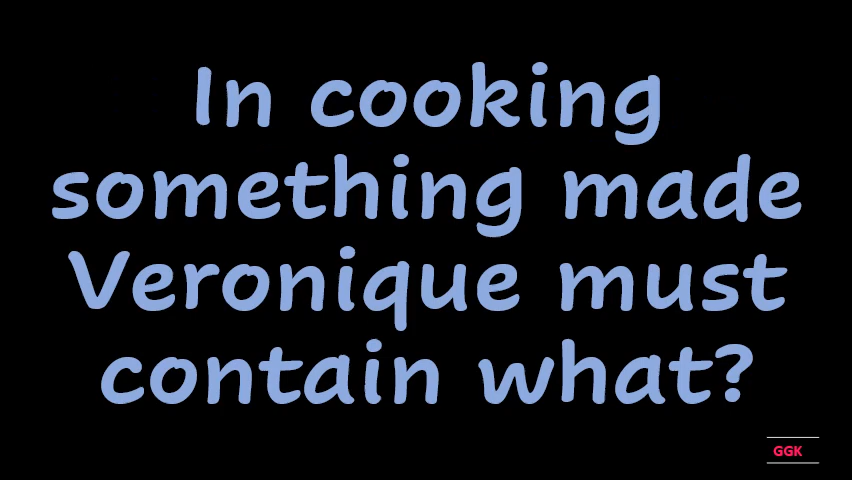 In cooking
something made
Veronique must
contain what?
GGK